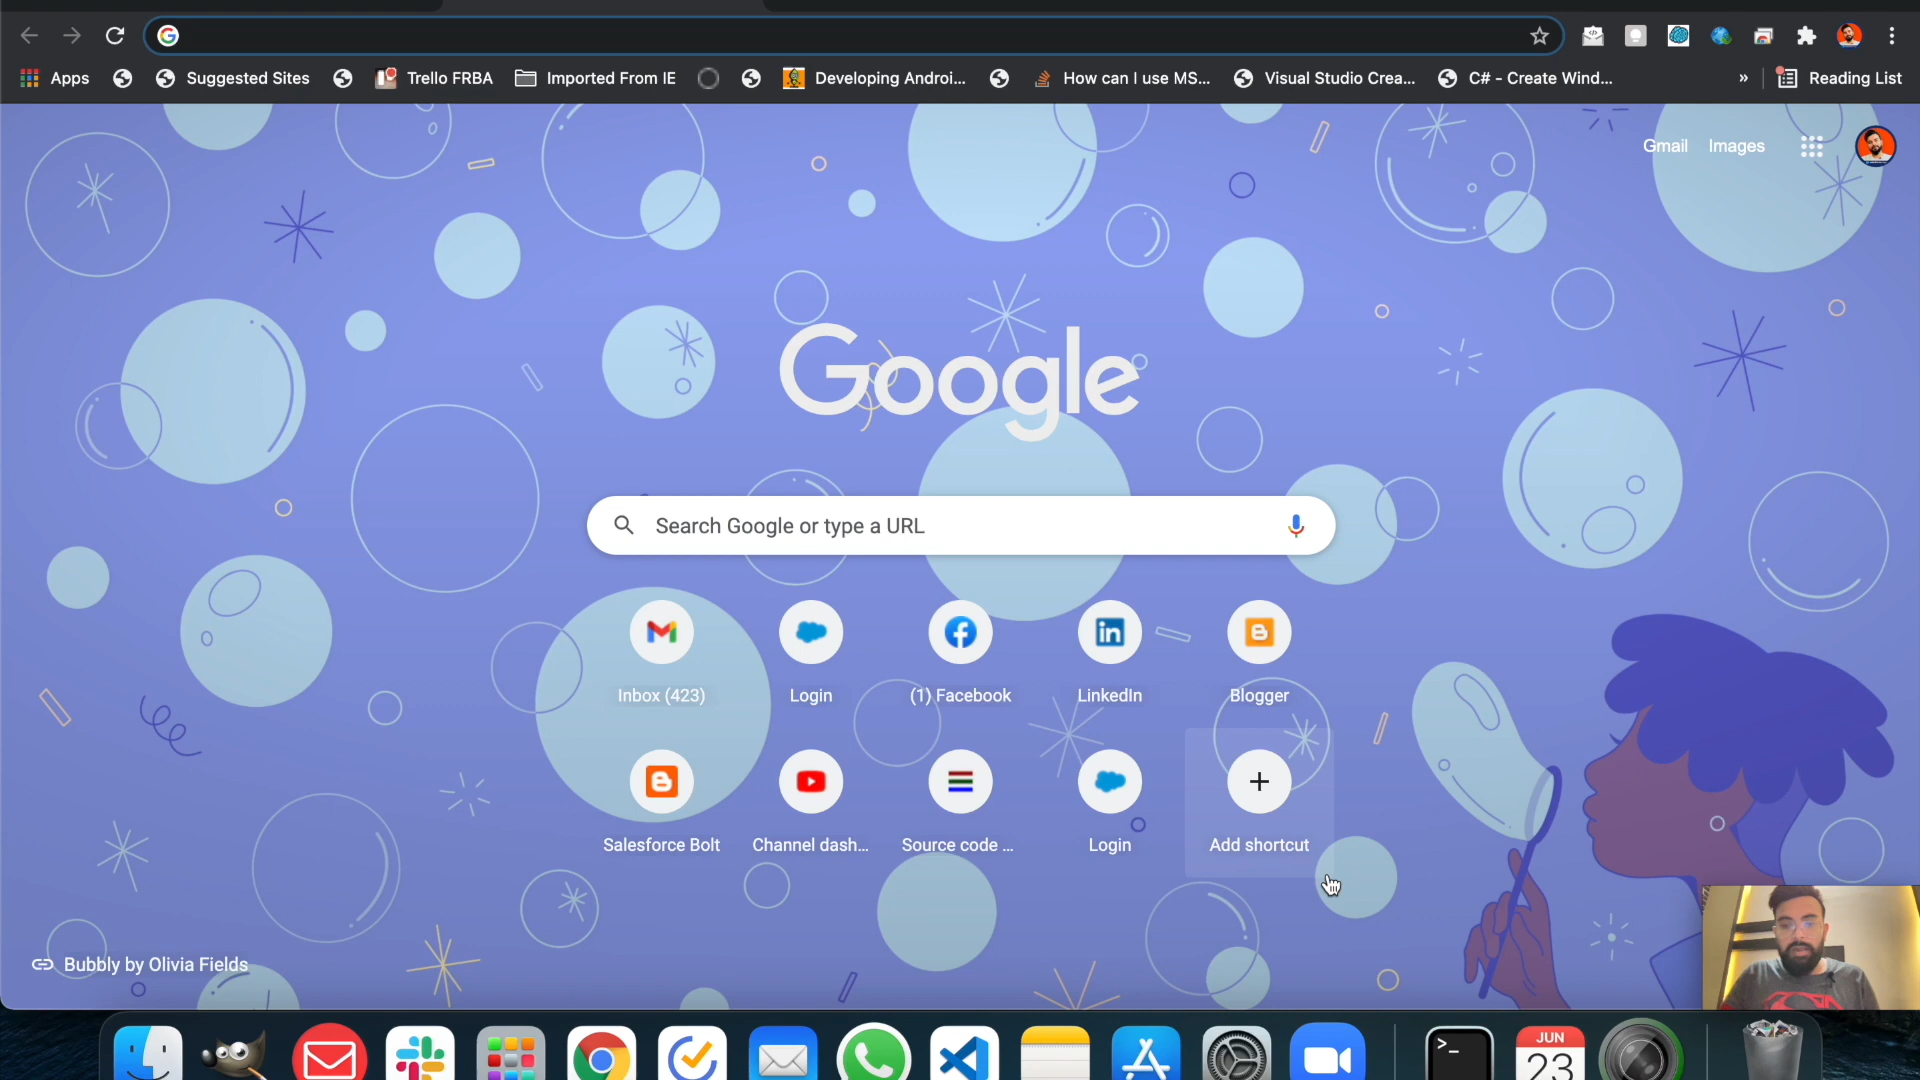 Apps
Suggested Sites
Trello FRBA
Imported From IE
Developing Androi...
How can I use MS...
Visual Studio Crea...
C# - Create Wind...
»
Reading List
Gmail
Images
Google
Search Google or type a URL
Inbox (423)
Login
(1) Facebook
LinkedIn
Blogger
Salesforce Bolt
Channel dash...
Source code ...
Login
Add shortcut
Bubbly by Olivia Fields
JUN
23